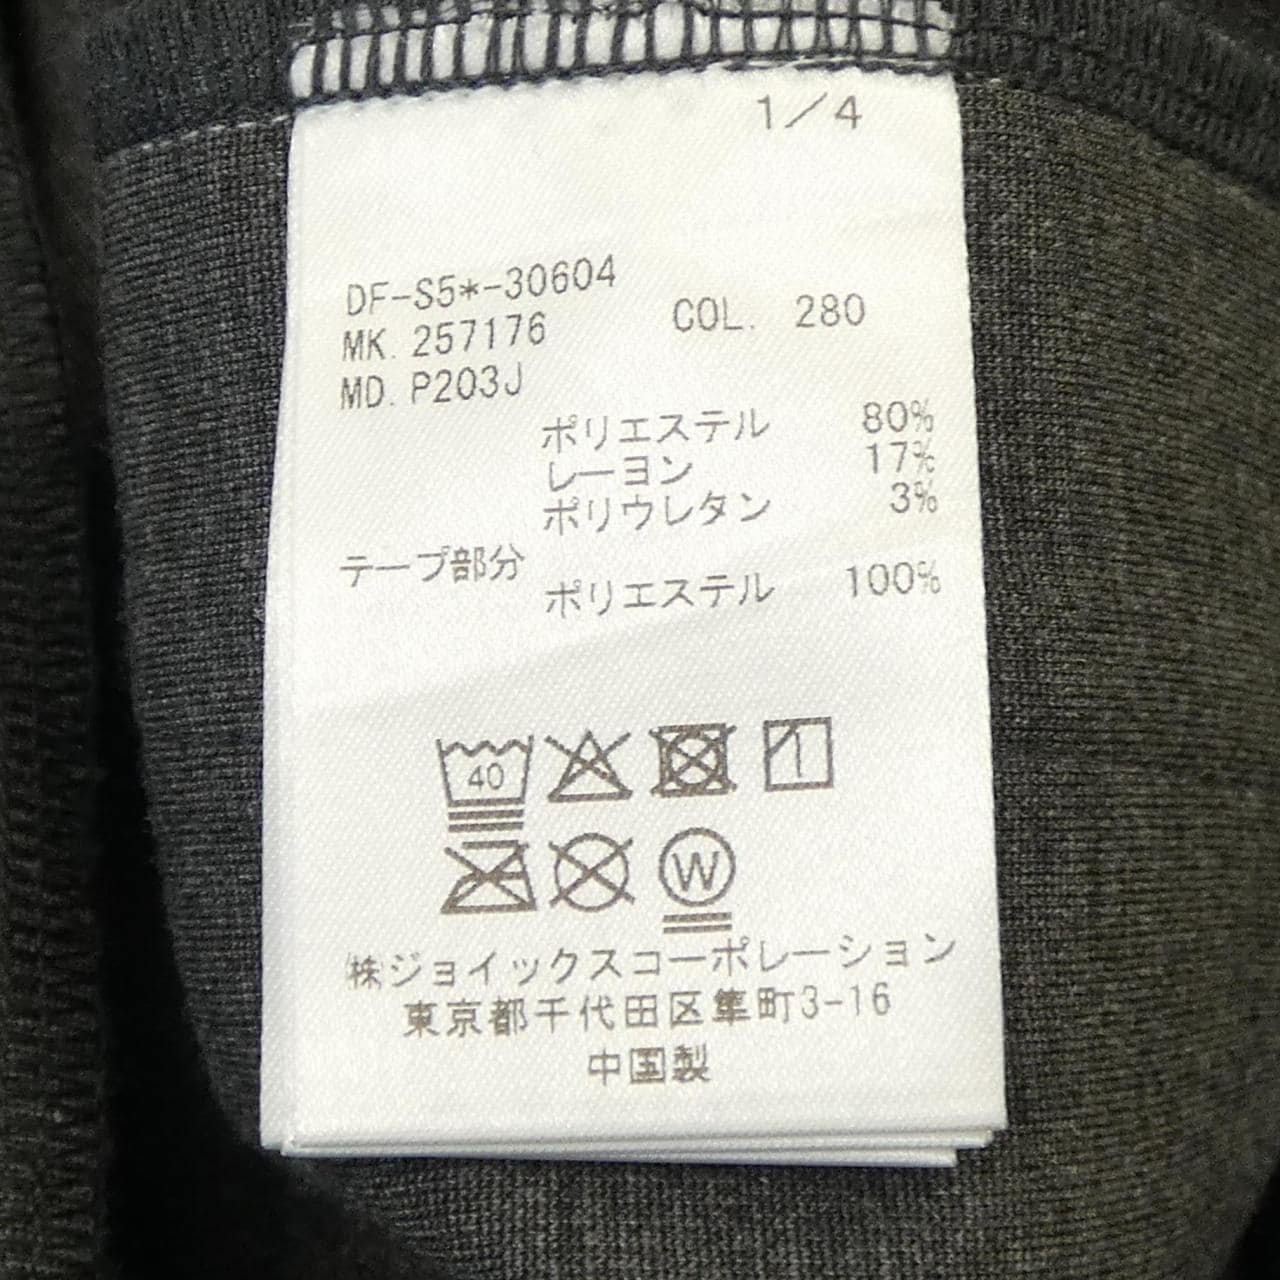 1/4
DF-S5*-30604
MK. 257176 COL. 280
MD. P203J
ポリエステル 80%
レーヨン 17%
ポリウレタン 3%
テープ部分
ポリエステル 100%
40
W
㈱ジョイックスコーポレーション
東京都千代田区隼町3-16
中国製